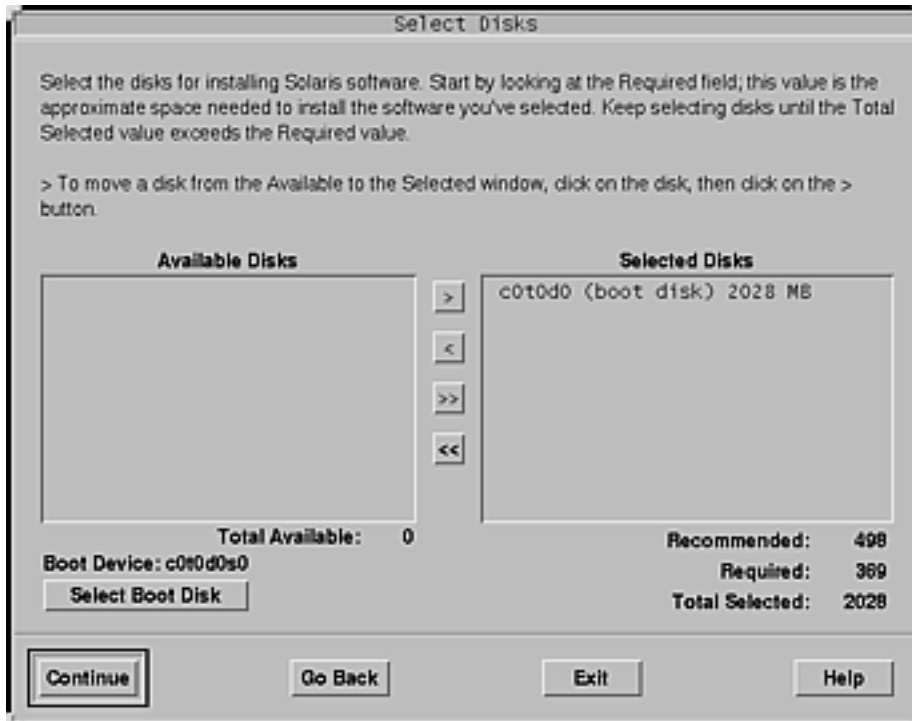 Select Disks
Select the disks for installing Solaris software. Start by looking at the Required field; this value is the
approximate space needed to install the software you've selected. Keep selecting disks until the Total
Selected value exceeds the Required value.
> To move a disk from the Available to the Selected window, click on the disk, then click on the >
button.
Available Disks
Selected Disks
c0t0d0 (boot disk) 2028 MB
>
<
>>
<<
Total Available: 0
Boot Device: c0t0d0s0
Select Boot Disk
Recommended: 498
Required: 369
Total Selected: 2028
Continue
Go Back
Exit
Help